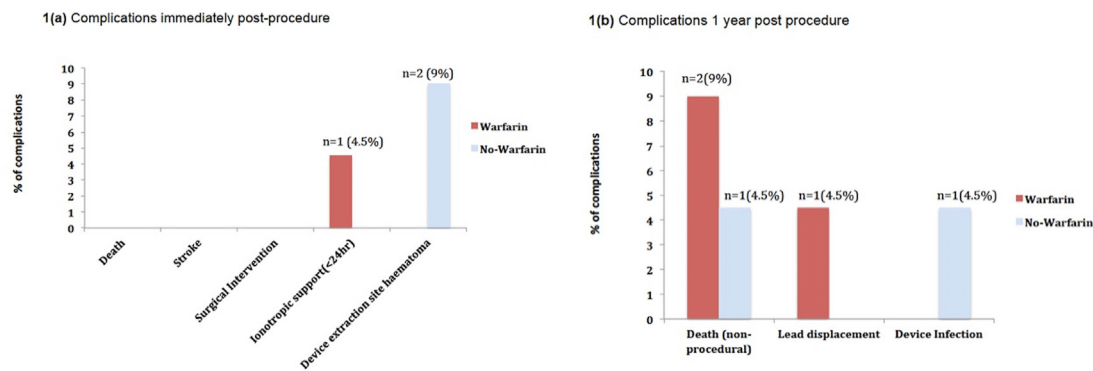 1(a) Complications immediately post-procedure
% of complications
10
9
8
7
6
5
4
3
2
1
0
n=2 (9%)
n=1 (4.5%)
Warfarin
No-Warfarin
Death
Stroke
Surgical Intervention
Ionotropic support(<24hr)
Device extraction site haematoma
1(b) Complications 1 year post procedure
% of complications
10
9
8
7
6
5
4
3
2
1
0
n=2(9%)
n=1(4.5%)
n=1(4.5%)
n=1(4.5%)
Warfarin
No-Warfarin
Death (non-
procedural)
Lead displacement
Device Infection